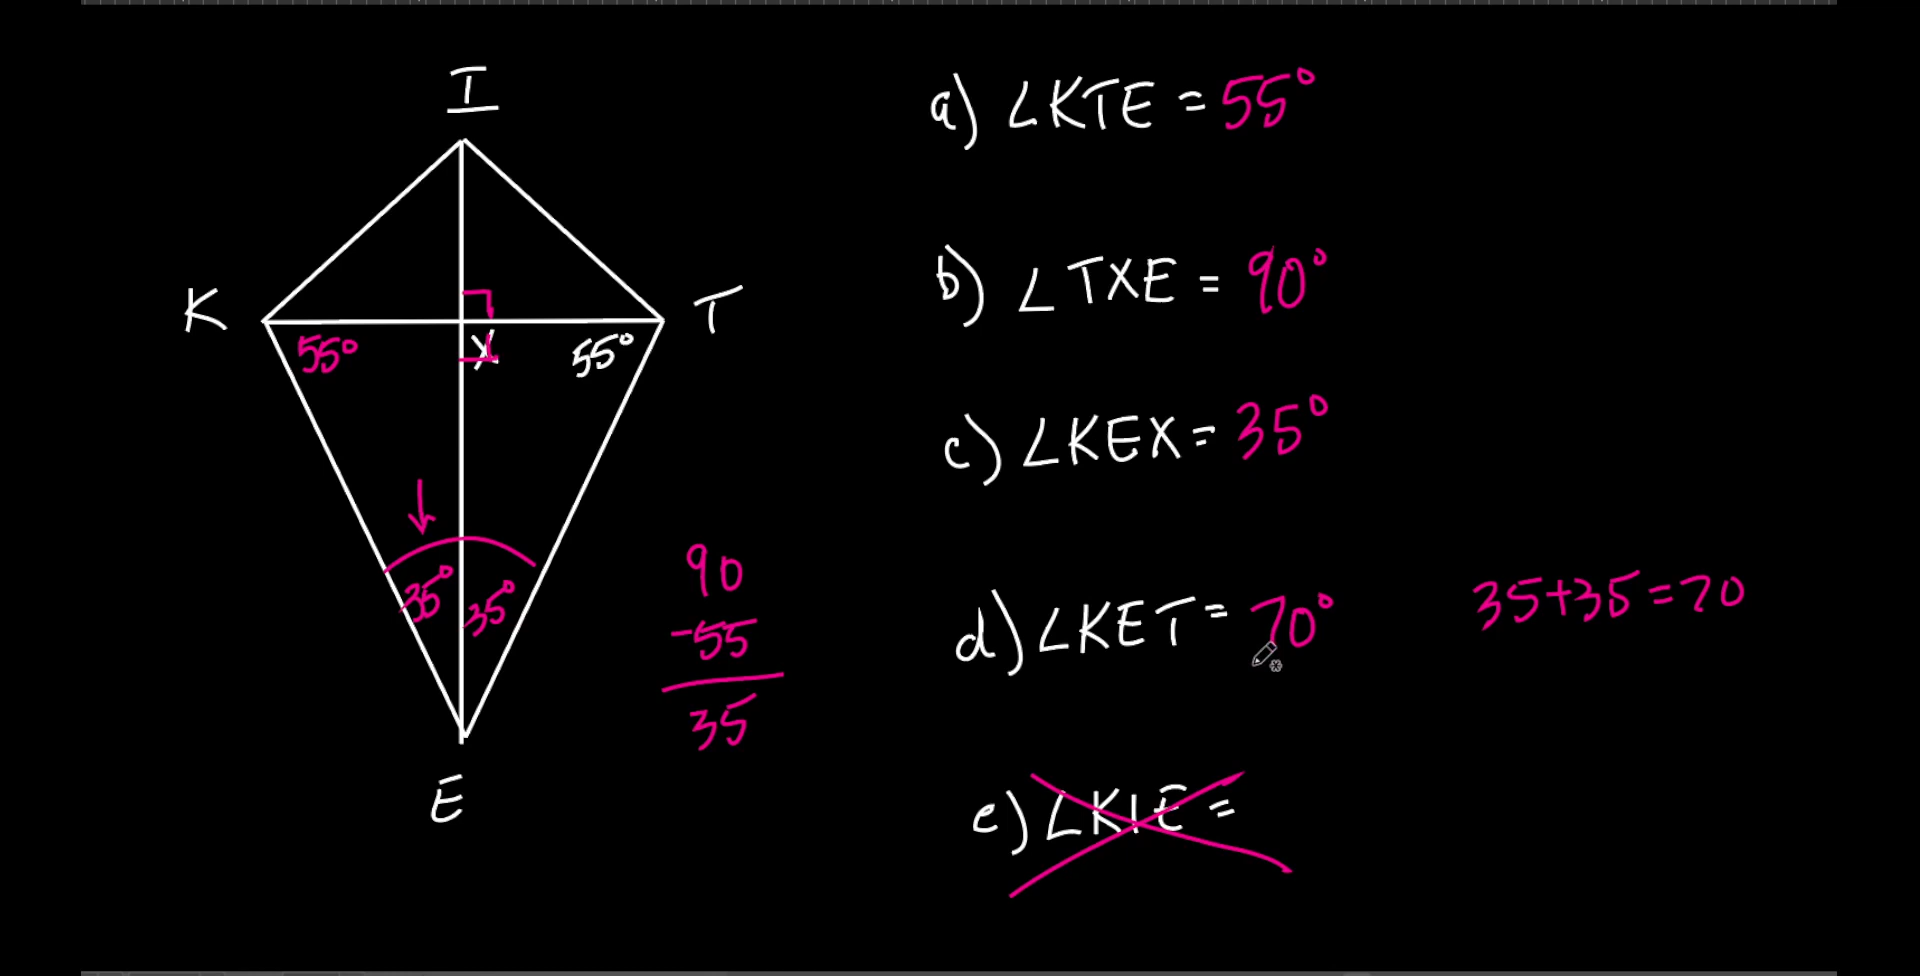 I
a) ∠KTE = 55°
K
T
b) ∠TXE = 90°
55°
X
55°
c) ∠KEX = 35°
35°
35°
90
-55
35
d) ∠KET = 70°
35+35=70
E
e) ∠KIE =